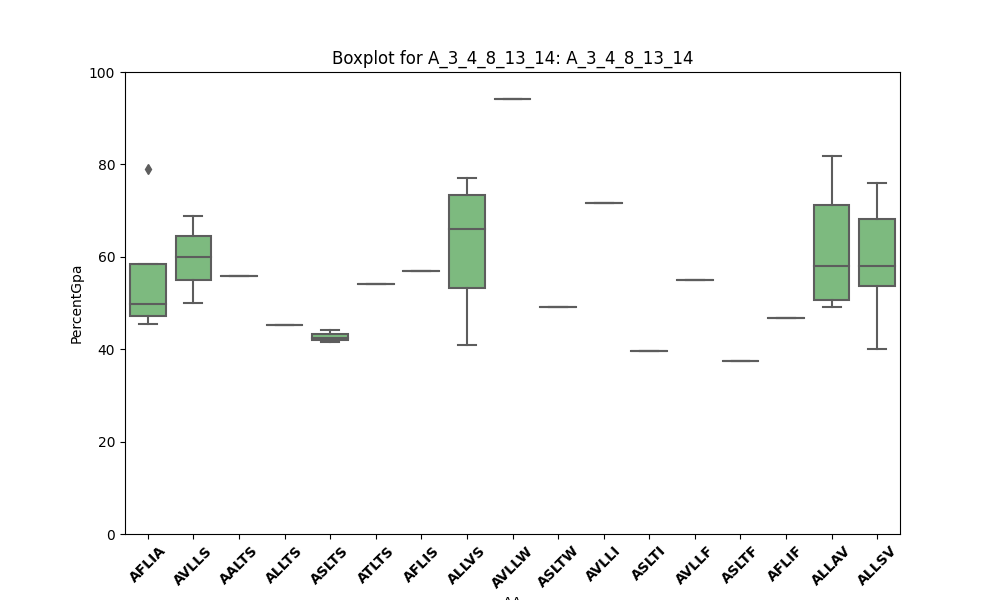 Boxplot for A_3_4_8_13_14: A_3_4_8_13_14
100
80
60
40
20
0
PercentGpa
AFLIA AVLLS AALTS ALLTS ASLTS ATLTS AFLIS ALLVS AVLLW ASLTW AVLLI ASLTI AVLLF ASLTF AFLIF ALLAV ALLSV